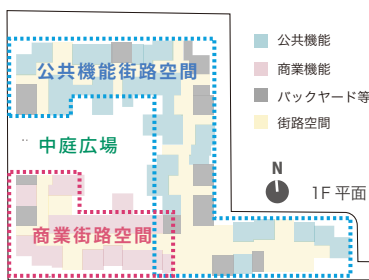 公共機能街路空間
中庭広場
商業街路空間
公共機能
商業機能
バックヤード等
街路空間
N
1F 平面